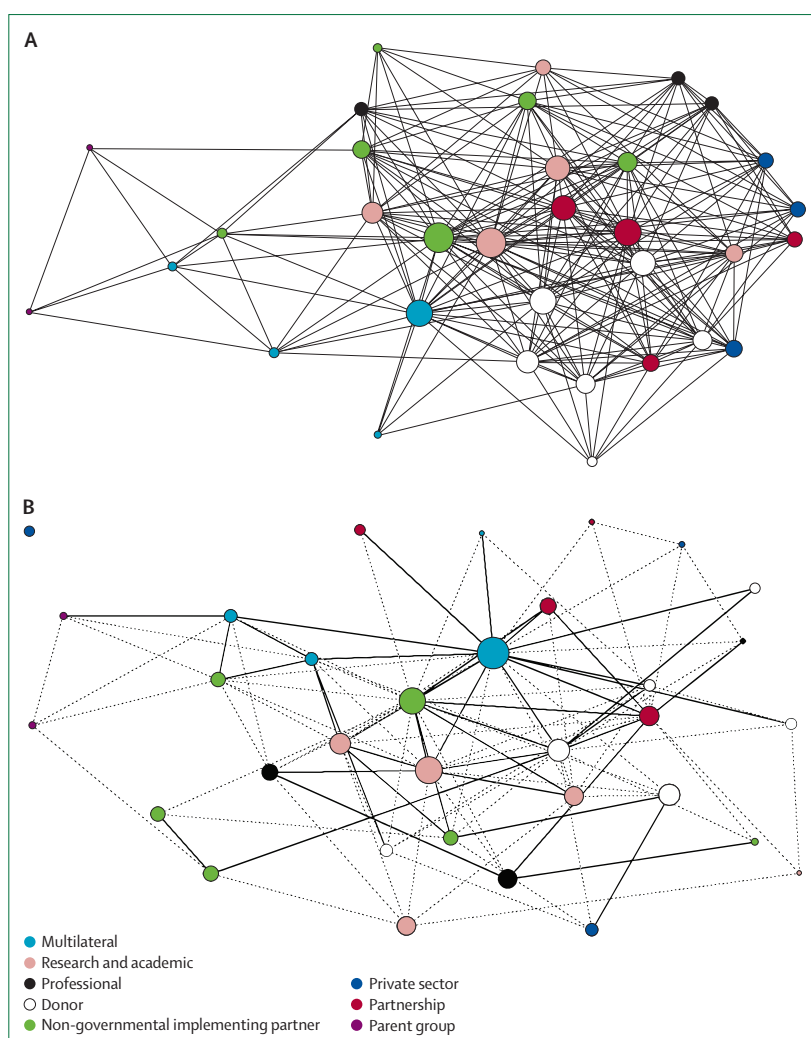 A
B
Multilateral
Research and academic
Professional
Donor
Non-governmental implementing partner
Private sector
Partnership
Parent group